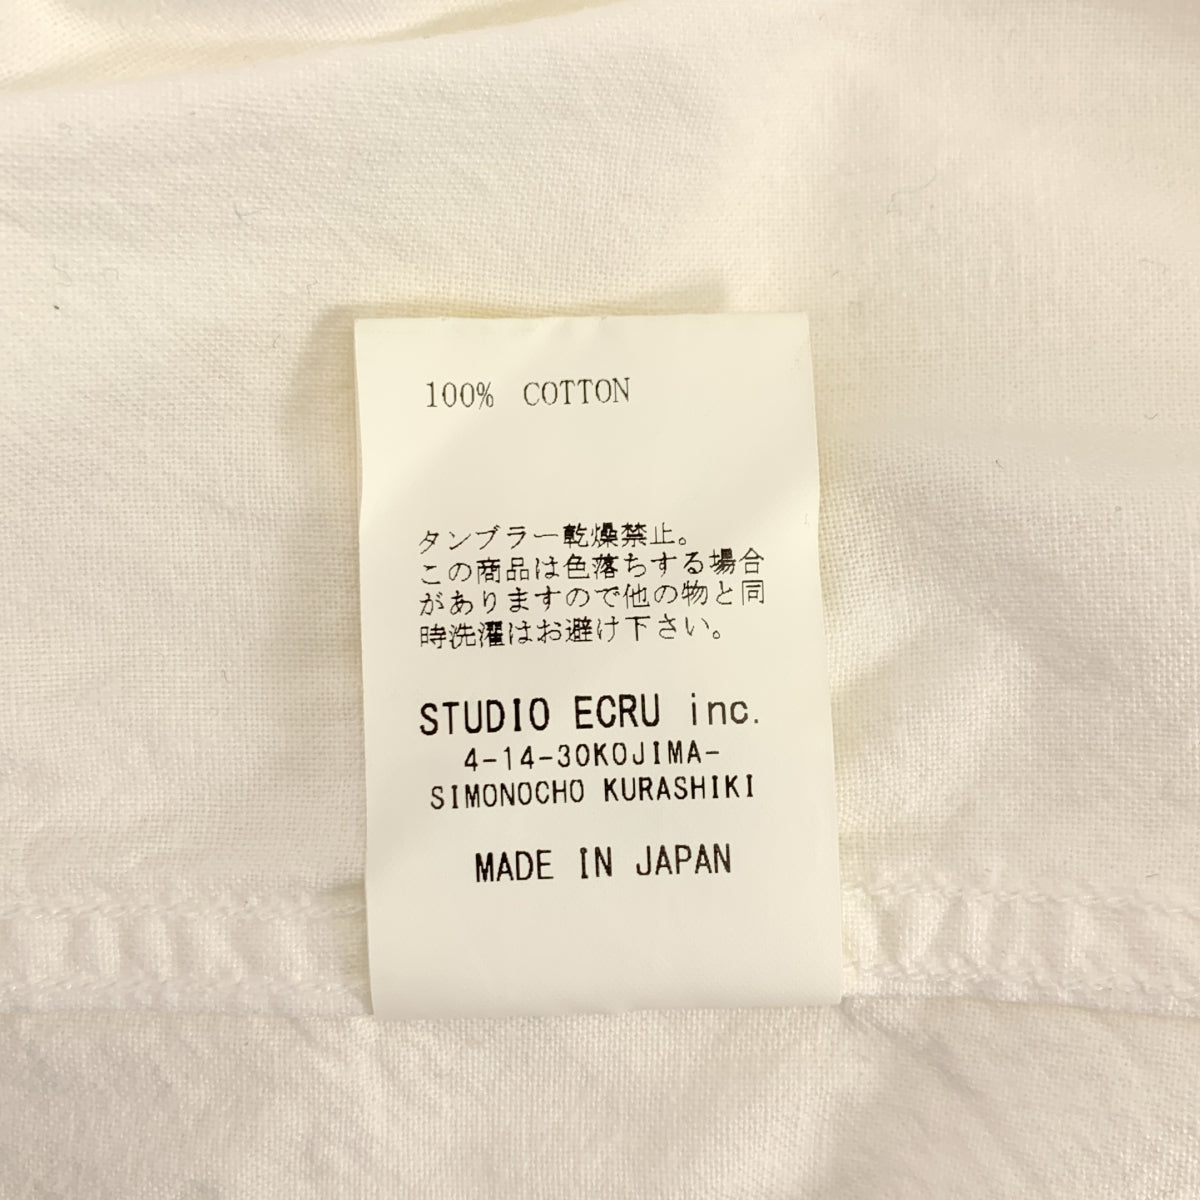 100% COTTON
タンブラー乾燥禁止。
この商品は色落ちする場合
がありますので他の物と同
時洗濯はお避け下さい。
STUDIO ECRU inc.
4-14-30KOJIMA-
SIMONOCHO KURASHIKI
MADE IN JAPAN